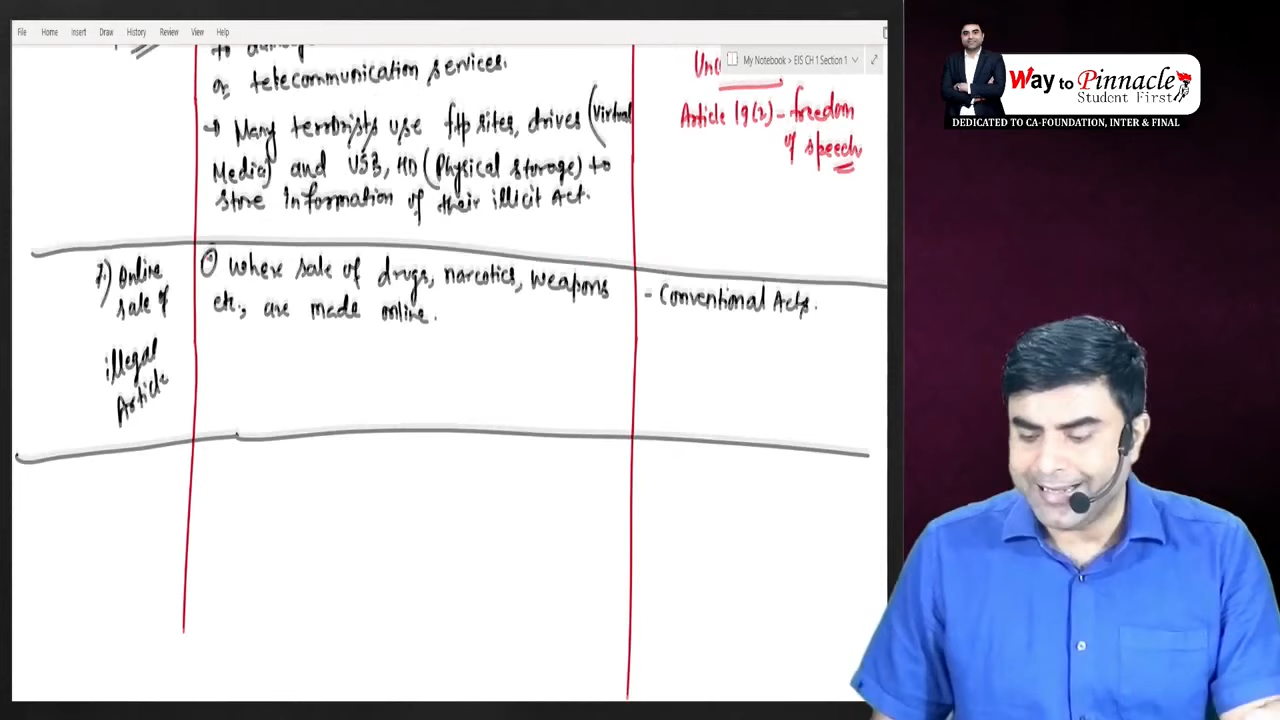 File Home Insert Draw History Review View Help
My Notebook > EIS CH 1 Section 1
or telecommunication services.
→ Many terrorists use ftp sites, drives (Virtual
Media) and USB, HD (Physical Storage) to
store information of their illicit Act.
Article 19(2) - freedom
of speech
7.) Online
sale of
illegal
Article
where sale of drugs, narcotics, weapons
etc., are made online.
- Conventional Acts.
Way to Pinnacle
Student First
DEDICATED TO CA-FOUNDATION, INTER & FINAL